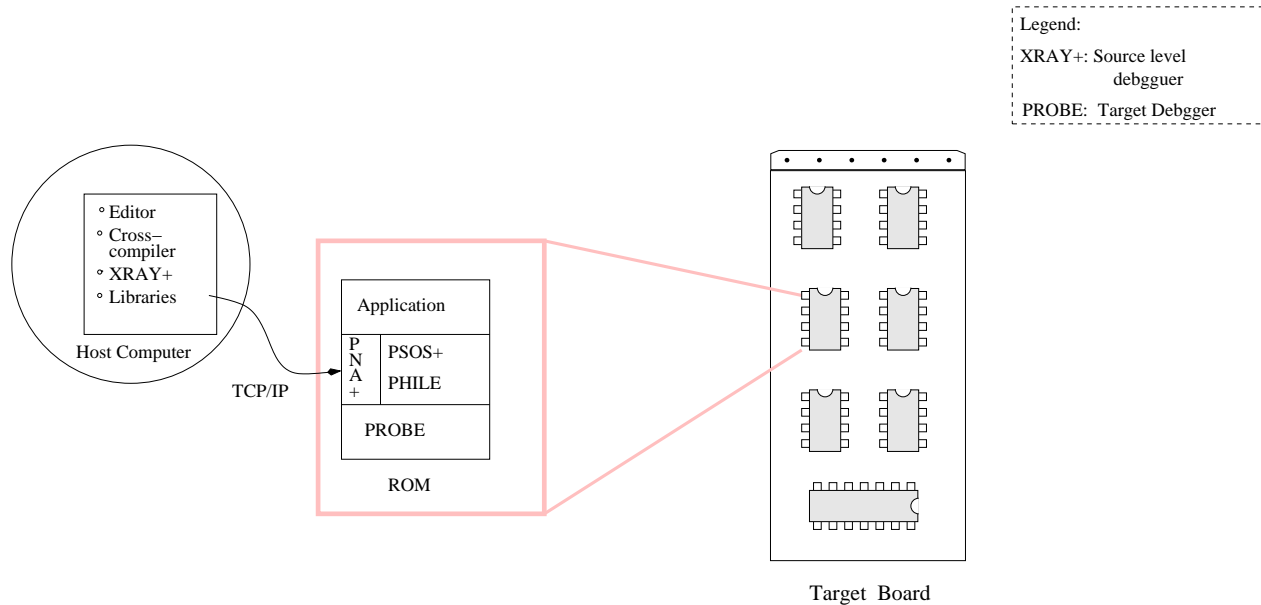 Legend:
XRAY+: Source level
debgguer
PROBE: Target Debgger
Editor
Cross–
compiler
XRAY+
Libraries
Host Computer
TCP/IP
Application
P
N
A
+
PSOS+
PHILE
PROBE
ROM
Target Board